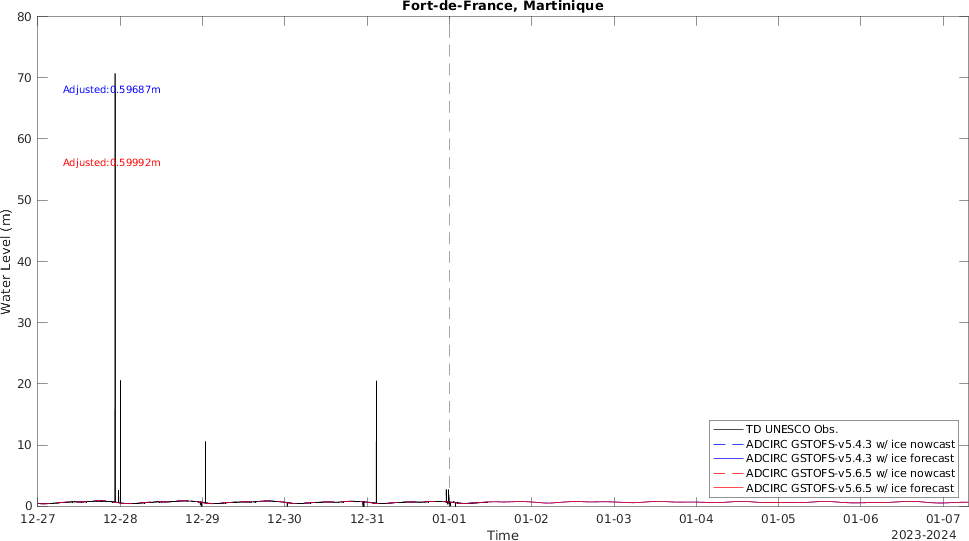 Fort-de-France, Martinique
80
70
60
50
40
30
20
10
0
Water Level (m)
Adjusted:0.59687m
Adjusted:0.59992m
TD UNESCO Obs.
ADCIRC GSTOFS-v5.4.3 w/ ice nowcast
ADCIRC GSTOFS-v5.4.3 w/ ice forecast
ADCIRC GSTOFS-v5.6.5 w/ ice nowcast
ADCIRC GSTOFS-v5.6.5 w/ ice forecast
12-27 12-28 12-29 12-30 12-31 01-01 01-02 01-03 01-04 01-05 01-06 01-07
Time
2023-2024